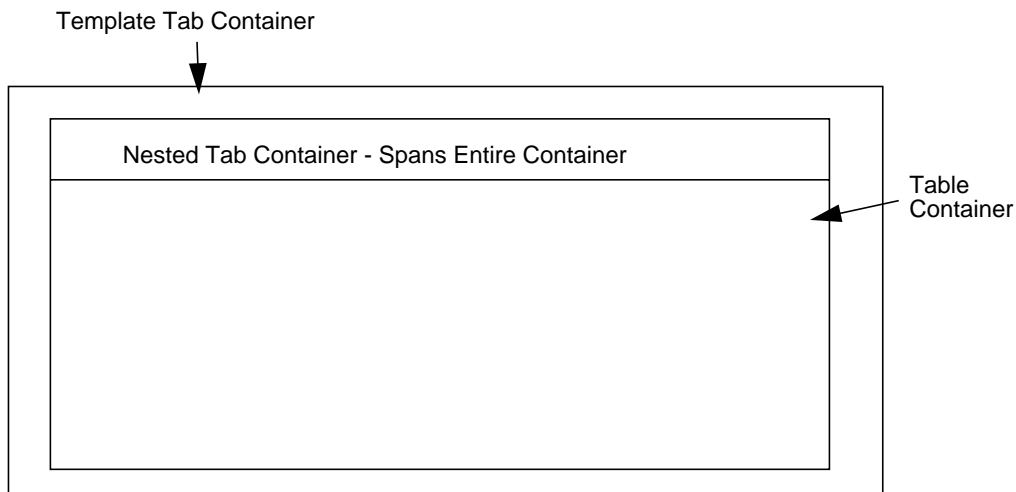 Template Tab Container
Nested Tab Container - Spans Entire Container
Table
Container